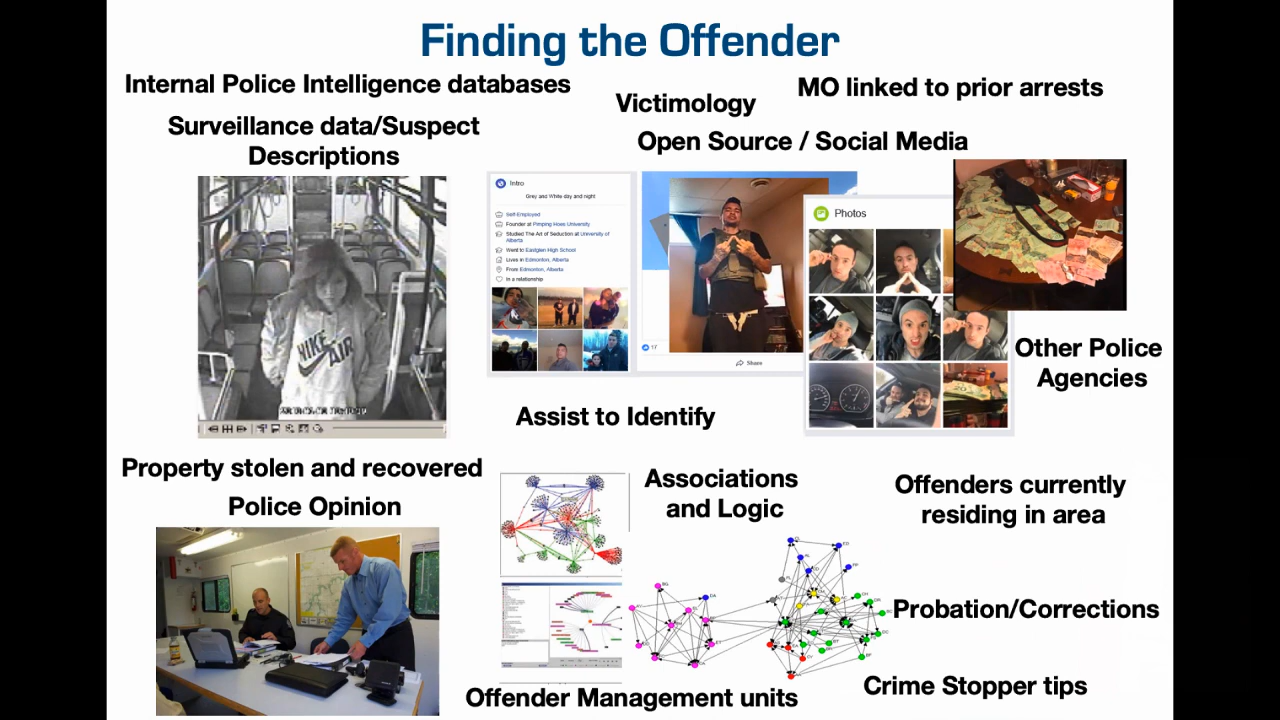 Finding the Offender
Internal Police Intelligence databases
MO linked to prior arrests
Victimology
Surveillance data/Suspect
Descriptions
Open Source / Social Media
Intro
Grey and White day and night
Self-Employed
Founder at Pimping Hoes University
Studied The Art of Seduction at University of
Alberta
Went to Eastglen High School
Lives in Edmonton, Alberta
From Edmonton, Alberta
In a relationship
17
Share
Photos
NIKE
AIR
20
Other Police
Agencies
Assist to Identify
Property stolen and recovered
Police Opinion
Associations
and Logic
Offenders currently
residing in area
Probation/Corrections
Offender Management units
Crime Stopper tips